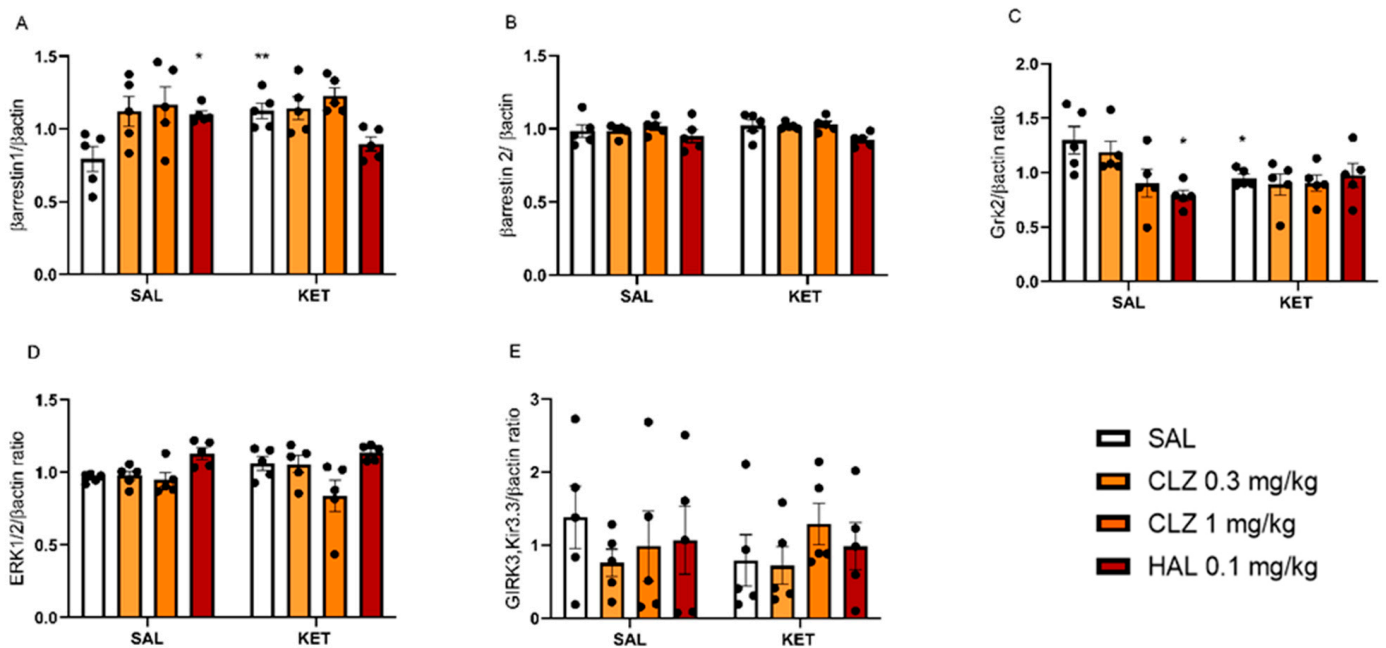 A
βarrestin1/βactin
1.5
1.0
0.5
0.0
*
**
SAL
KET
B
βarrestin 2/ βactin
1.5
1.0
0.5
0.0
SAL
KET
C
Grk2/βactin ratio
2.0
1.5
1.0
0.5
0.0
*
*
SAL
KET
D
ERK1/2/βactin ratio
1.5
1.0
0.5
0.0
SAL
KET
E
GIRK3,Kir3.3/βactin ratio
3
2
1
0
SAL
KET
SAL
CLZ 0.3 mg/kg
CLZ 1 mg/kg
HAL 0.1 mg/kg